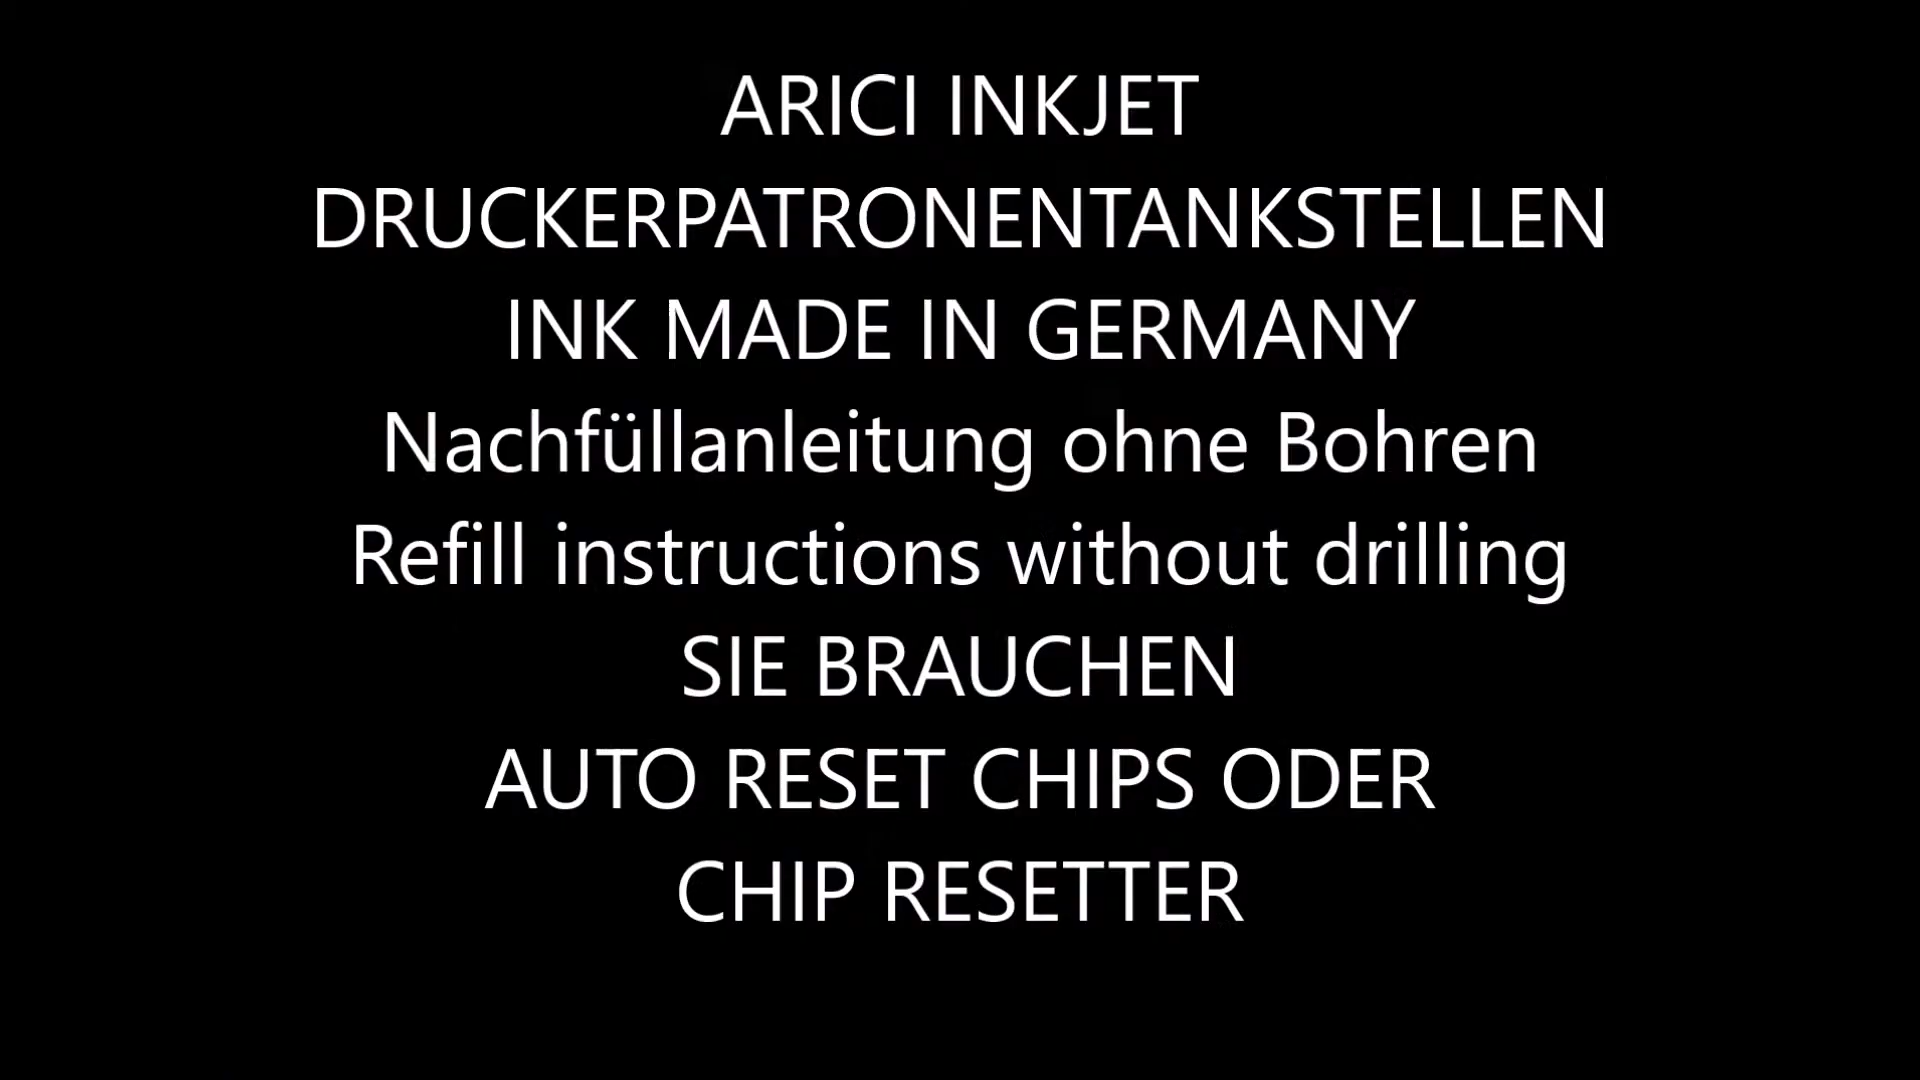 ARICI INKJET
DRUCKERPATRONENTANKSTELLEN
INK MADE IN GERMANY
Nachfüllanleitung ohne Bohren
Refill instructions without drilling
SIE BRAUCHEN
AUTO RESET CHIPS ODER
CHIP RESETTER